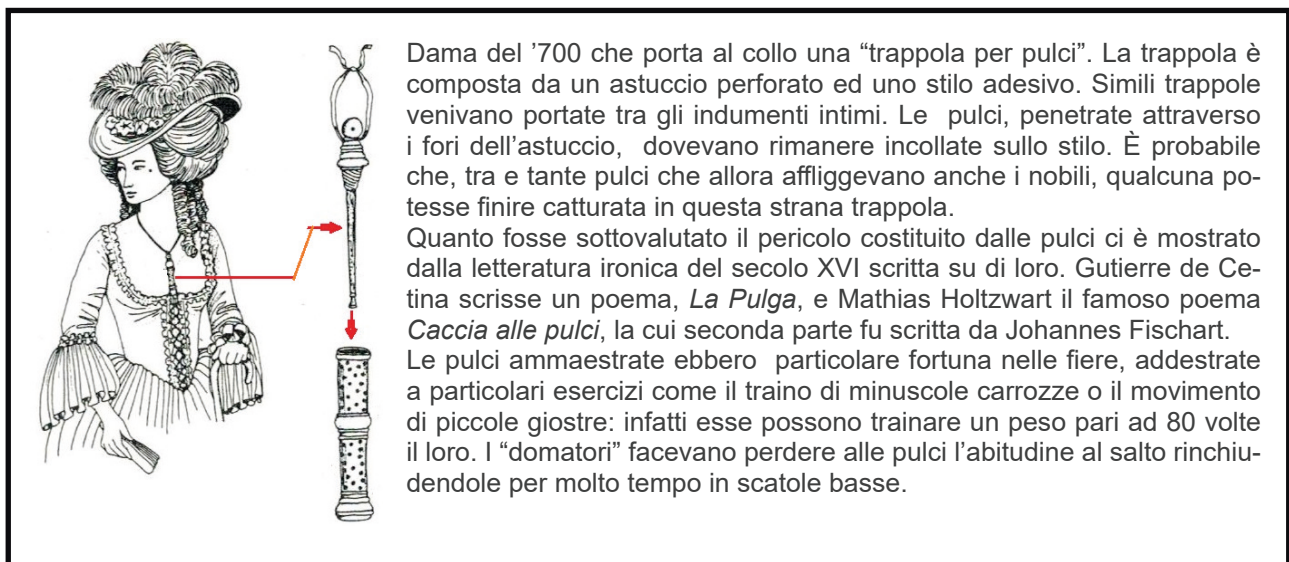 Dama del ’700 che porta al collo una “trappola per pulci”. La trappola è
composta da un astuccio perforato ed uno stilo adesivo. Simili trappole
venivano portate tra gli indumenti intimi. Le  pulci, penetrate attraverso
i fori dell’astuccio,  dovevano rimanere incollate sullo stilo. È probabile
che, tra e tante pulci che allora affliggevano anche i nobili, qualcuna po-
tesse finire catturata in questa strana trappola.
Quanto fosse sottovalutato il pericolo costituito dalle pulci ci è mostrato
dalla letteratura ironica del secolo XVI scritta su di loro. Gutierre de Ce-
tina scrisse un poema, La Pulga, e Mathias Holtzwart il famoso poema
Caccia alle pulci, la cui seconda parte fu scritta da Johannes Fischart.
Le pulci ammaestrate ebbero  particolare fortuna nelle fiere, addestrate
a particolari esercizi come il traino di minuscole carrozze o il movimento
di piccole giostre: infatti esse possono trainare un peso pari ad 80 volte
il loro. I “domatori” facevano perdere alle pulci l’abitudine al salto rinchiu-
dendole per molto tempo in scatole basse.